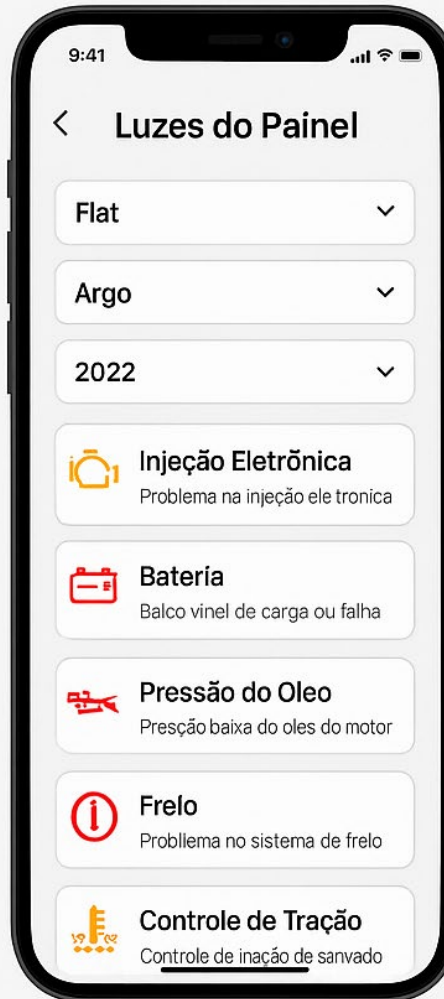 9:41
Luzes do Painel
Flat
Argo
2022
Injeção Eletrõnica
Problema na injeção ele tronica
Batería
Balco vinel de carga ou falha
Pressão do Oleo
Presção baixa do oles do motor
Frelo
Probllema no sistema de frelo
Controle de Tração
Controle de inação de sanvado